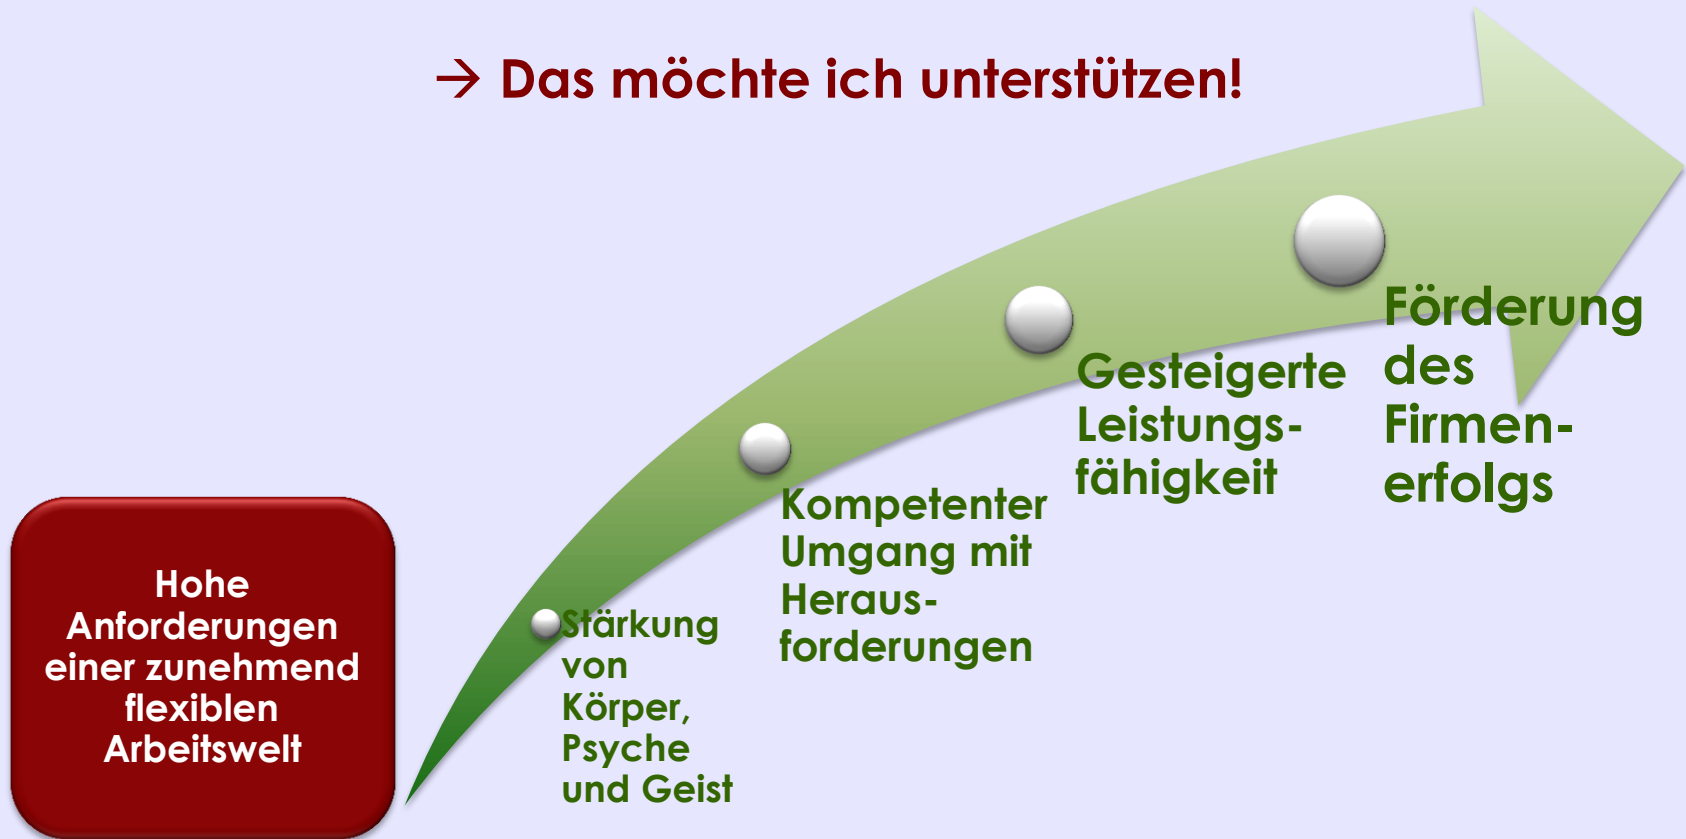 → Das möchte ich unterstützen!
Hohe
Anforderungen
einer zunehmend
flexiblen
Arbeitswelt
Stärkung
von
Körper,
Psyche
und Geist
Kompetenter
Umgang mit
Heraus-
forderungen
Gesteigerte
Leistungs-
fähigkeit
Förderung
des
Firmen-
erfolgs